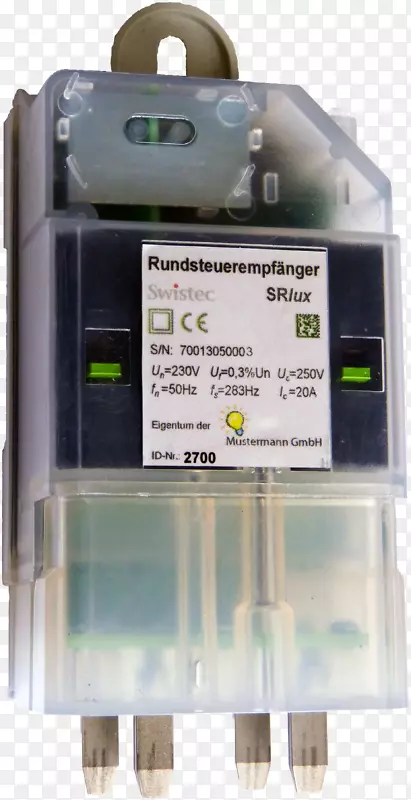 Rundsteuerempfänger
Swistec SRlux
CE
S/N: 70013050003
Un=230V Uf=0,3%Un Uc=250V
fn=50Hz fs=283Hz Ic=20A
Eigentum der
Mustermann GmbH
ID-Nr.: 2700